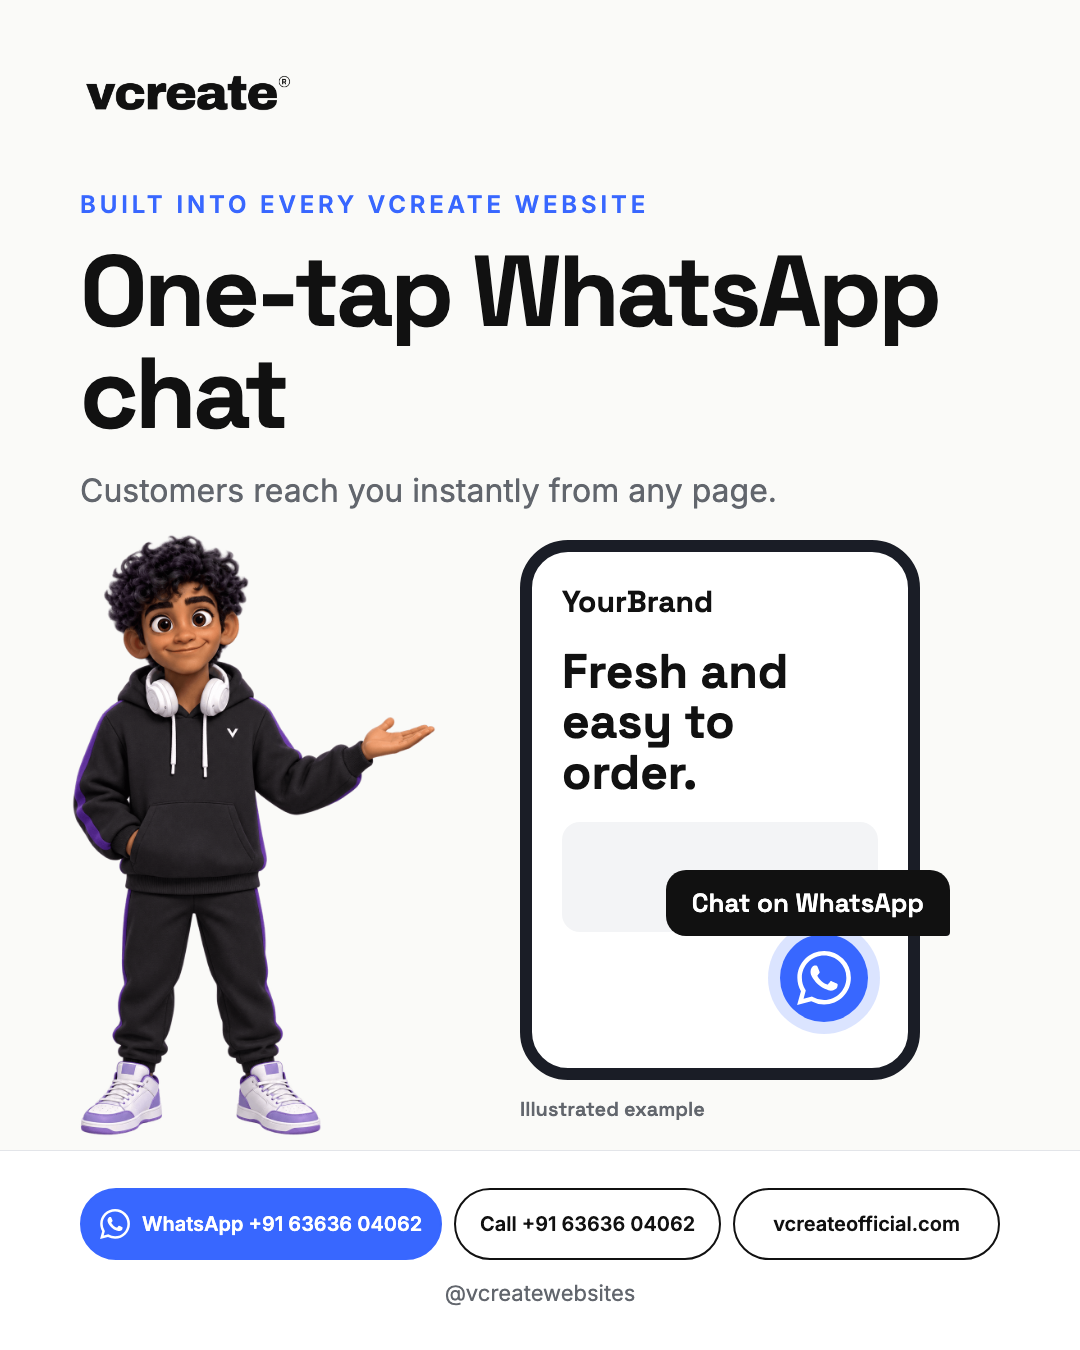 vcreate®
BUILT INTO EVERY VCREATE WEBSITE
One-tap WhatsApp
chat
Customers reach you instantly from any page.
YourBrand
Fresh and
easy to
order.
Chat on WhatsApp
Illustrated example
WhatsApp +91 63636 04062
Call +91 63636 04062
vcreateofficial.com
@vcreatewebsites